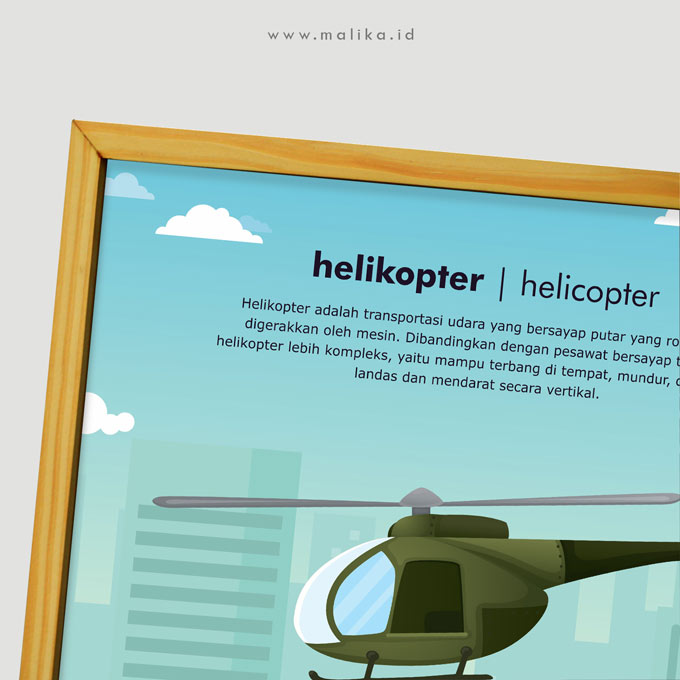 www.malika.id
helikopter | helicopter
Helikopter adalah transportasi udara yang bersayap putar yang
digerakkan oleh mesin. Dibandingkan dengan pesawat bersayap
helikopter lebih kompleks, yaitu mampu terbang di tempat, mundur,
landas dan mendarat secara vertikal.